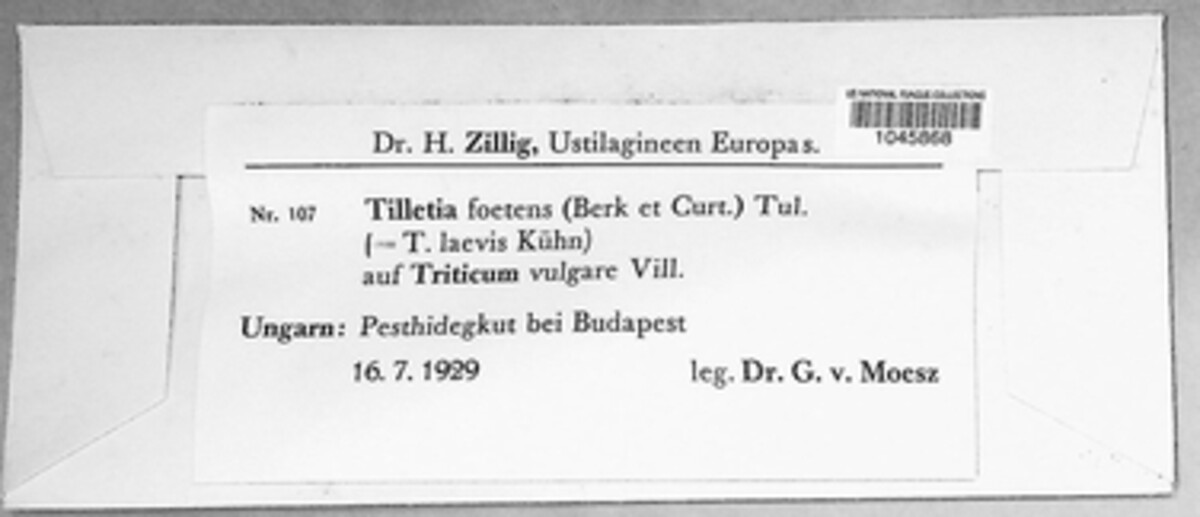 US NATIONAL FUNGUS COLLECTIONS
1045868
Dr. H. Zillig, Ustilagineen Europas.
Nr. 107 Tilletia foetens (Berk et Curt.) Tul.
(= T. laevis Kühn)
auf Triticum vulgare Vill.
Ungarn: Pesthidegkut bei Budapest
16. 7. 1929 leg. Dr. G. v. Moesz